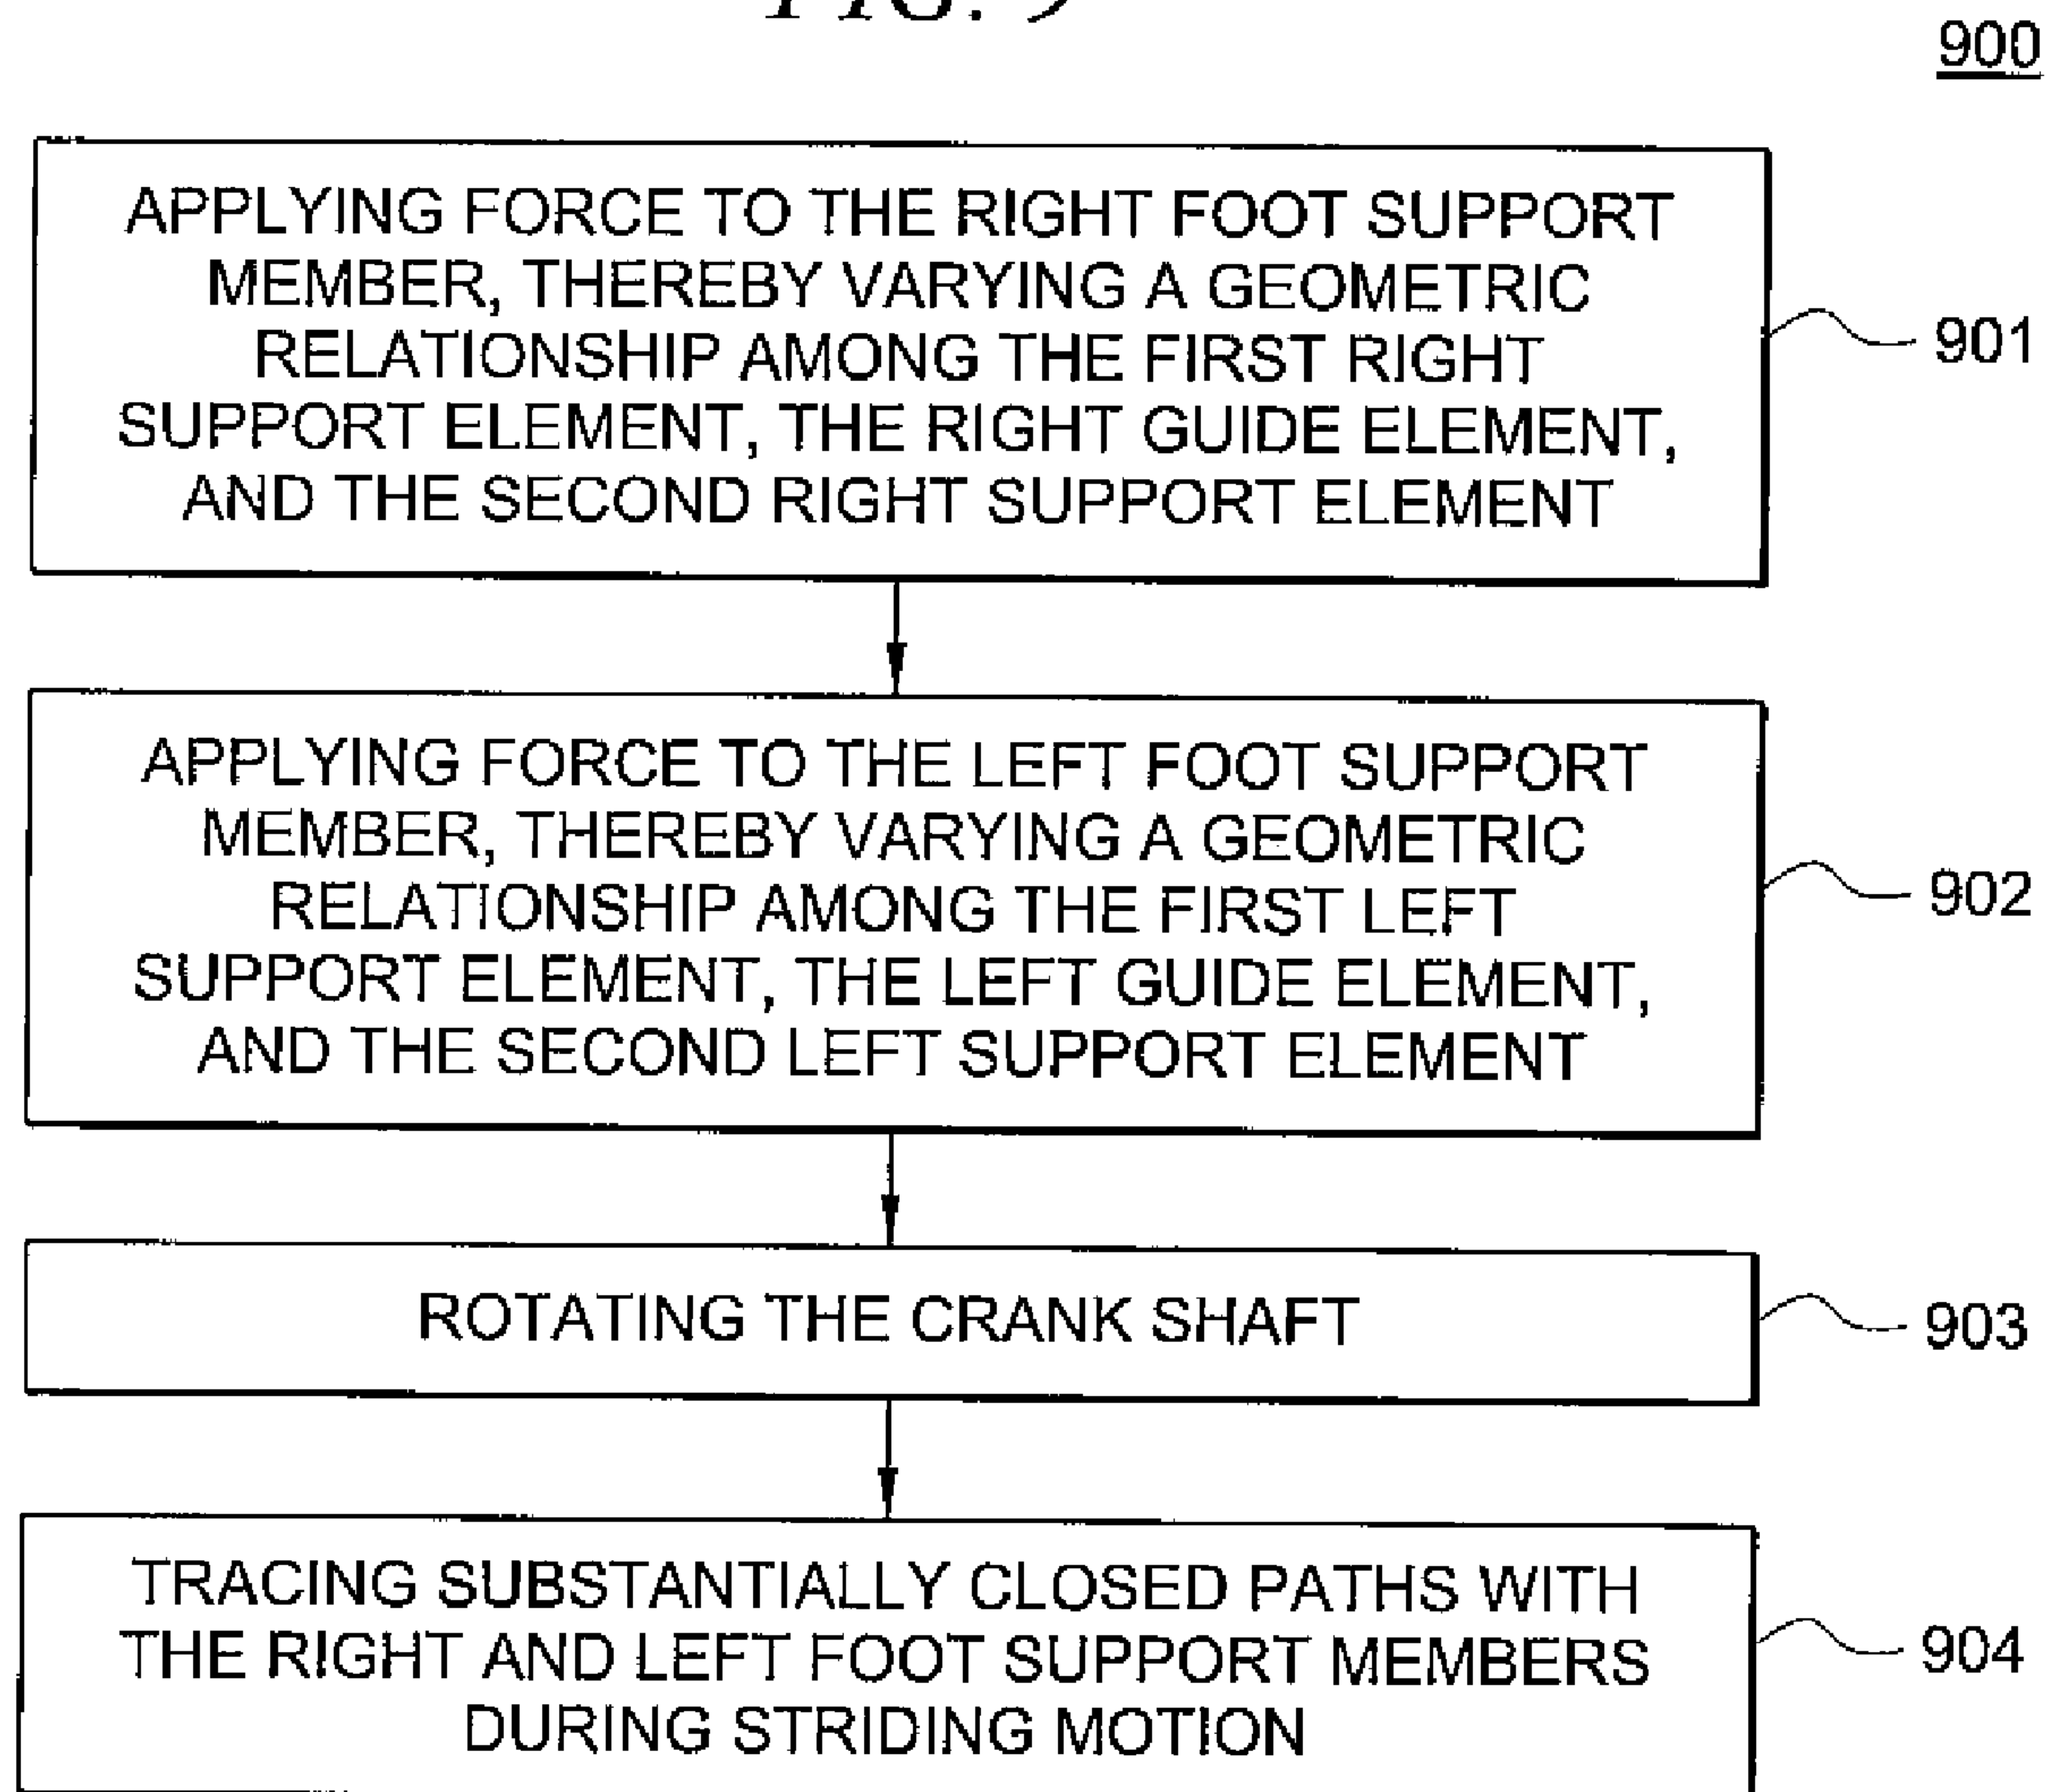 FIG. 9
900
APPLYING FORCE TO THE RIGHT FOOT SUPPORT
MEMBER, THEREBY VARYING A GEOMETRIC
RELATIONSHIP AMONG THE FIRST RIGHT
SUPPORT ELEMENT, THE RIGHT GUIDE ELEMENT,
AND THE SECOND RIGHT SUPPORT ELEMENT
901
APPLYING FORCE TO THE LEFT FOOT SUPPORT
MEMBER, THEREBY VARYING A GEOMETRIC
RELATIONSHIP AMONG THE FIRST LEFT
SUPPORT ELEMENT, THE LEFT GUIDE ELEMENT,
AND THE SECOND LEFT SUPPORT ELEMENT
902
ROTATING THE CRANK SHAFT
903
TRACING SUBSTANTIALLY CLOSED PATHS WITH
THE RIGHT AND LEFT FOOT SUPPORT MEMBERS
DURING STRIDING MOTION
904